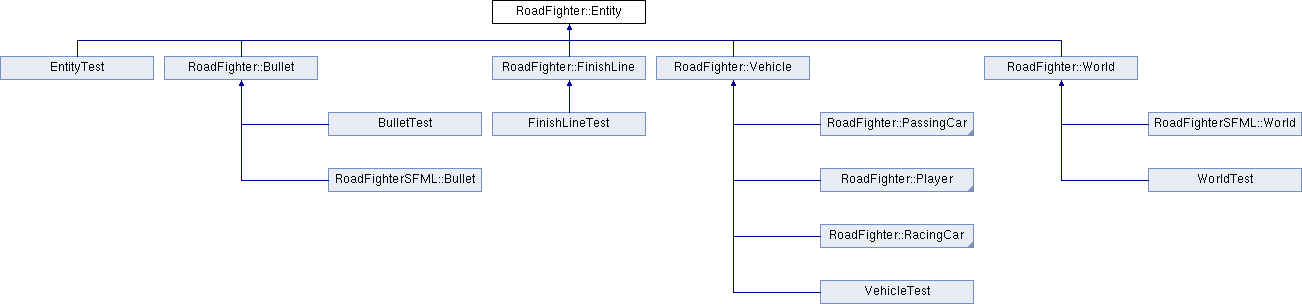 RoadFighter::Entity
EntityTest
RoadFighter::Bullet
RoadFighter::FinishLine
RoadFighter::Vehicle
RoadFighter::World
BulletTest
FinishLineTest
RoadFighter::PassingCar
RoadFighterSFML::World
RoadFighterSFML::Bullet
RoadFighter::Player
WorldTest
RoadFighter::RacingCar
VehicleTest